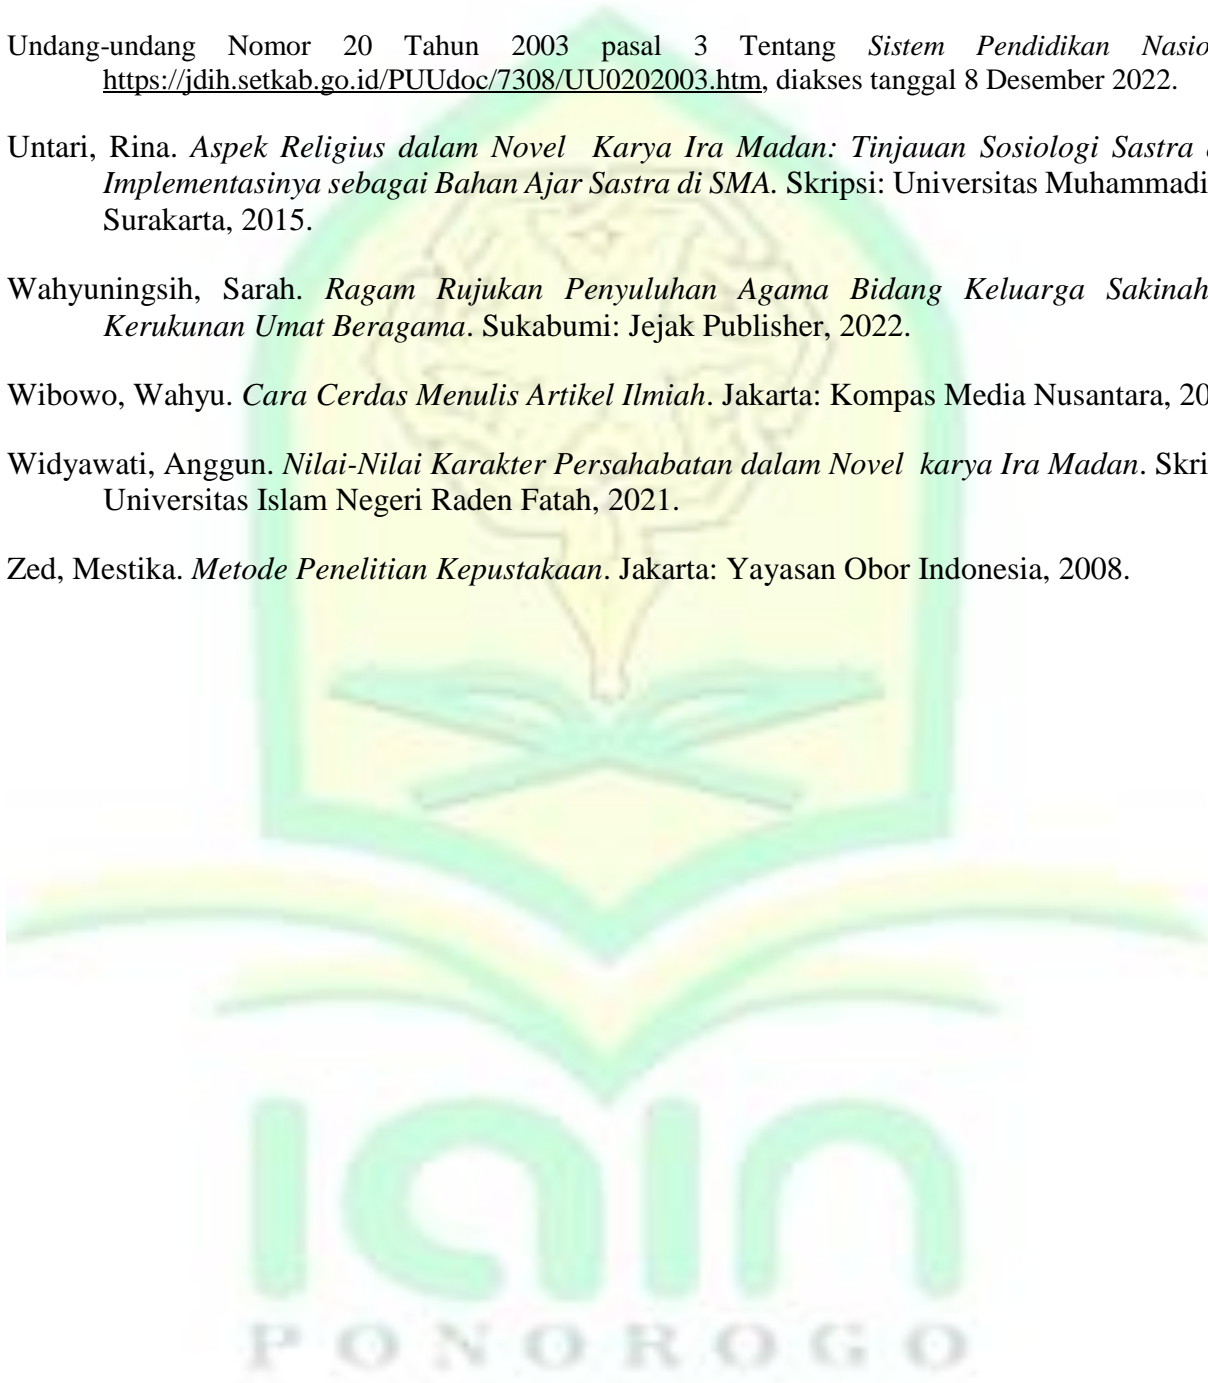 Undang-undang Nomor 20 Tahun 2003 pasal 3 Tentang Sistem Pendidikan Nasio
https://jdih.setkab.go.id/PUUdoc/7308/UU0202003.htm, diakses tanggal 8 Desember 2022.
Untari, Rina. Aspek Religius dalam Novel Karya Ira Madan: Tinjauan Sosiologi Sastra
Implementasinya sebagai Bahan Ajar Sastra di SMA. Skripsi: Universitas Muhammadi
Surakarta, 2015.
Wahyuningsih, Sarah. Ragam Rujukan Penyuluhan Agama Bidang Keluarga Sakinah
Kerukunan Umat Beragama. Sukabumi: Jejak Publisher, 2022.
Wibowo, Wahyu. Cara Cerdas Menulis Artikel Ilmiah. Jakarta: Kompas Media Nusantara, 20
Widyawati, Anggun. Nilai-Nilai Karakter Persahabatan dalam Novel karya Ira Madan. Skri
Universitas Islam Negeri Raden Fatah, 2021.
Zed, Mestika. Metode Penelitian Kepustakaan. Jakarta: Yayasan Obor Indonesia, 2008.
iain
PONOROGO